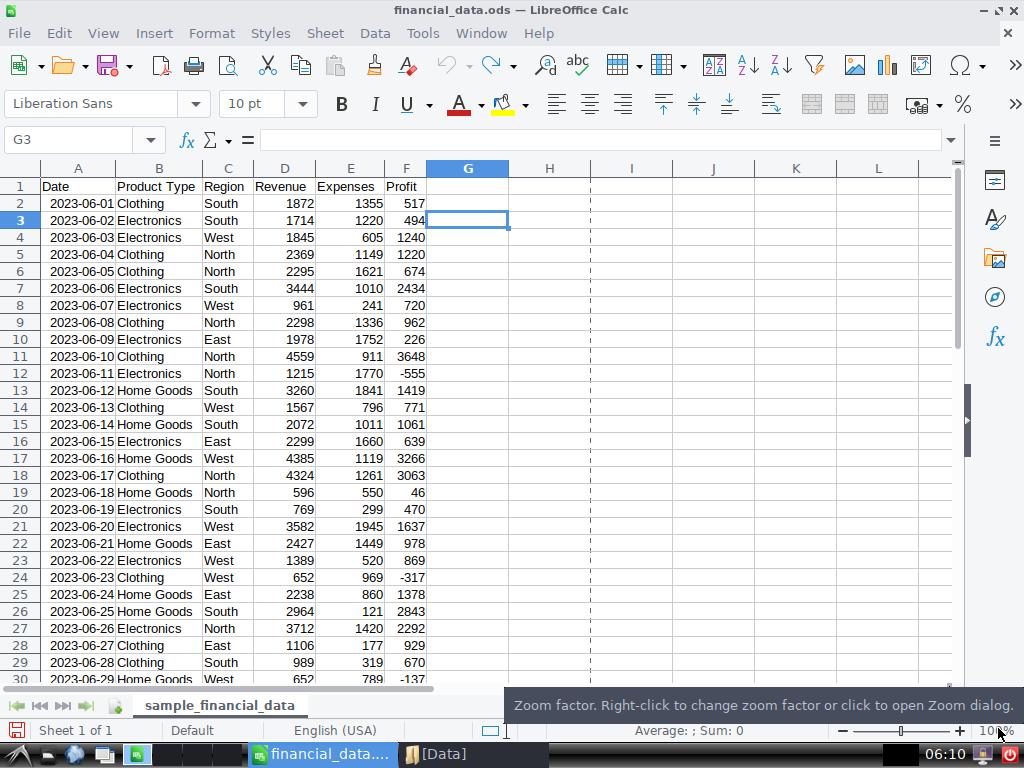 financial_data.ods — LibreOffice Calc
File Edit View Insert Format Styles Sheet Data Tools Window Help
Liberation Sans 10 pt B I U A %
G3 fx Σ =
A B C D E F G H I J K L
1 Date Product Type Region Revenue Expenses Profit
2 2023-06-01 Clothing South 1872 1355 517
3 2023-06-02 Electronics South 1714 1220 494
4 2023-06-03 Electronics West 1845 605 1240
5 2023-06-04 Clothing North 2369 1149 1220
6 2023-06-05 Clothing North 2295 1621 674
7 2023-06-06 Electronics South 3444 1010 2434
8 2023-06-07 Electronics West 961 241 720
9 2023-06-08 Clothing North 2298 1336 962
10 2023-06-09 Electronics East 1978 1752 226
11 2023-06-10 Clothing North 4559 911 3648
12 2023-06-11 Electronics North 1215 1770 -555
13 2023-06-12 Home Goods South 3260 1841 1419
14 2023-06-13 Clothing West 1567 796 771
15 2023-06-14 Home Goods South 2072 1011 1061
16 2023-06-15 Electronics East 2299 1660 639
17 2023-06-16 Home Goods West 4385 1119 3266
18 2023-06-17 Clothing North 4324 1261 3063
19 2023-06-18 Home Goods North 596 550 46
20 2023-06-19 Electronics South 769 299 470
21 2023-06-20 Electronics West 3582 1945 1637
22 2023-06-21 Home Goods East 2427 1449 978
23 2023-06-22 Electronics West 1389 520 869
24 2023-06-23 Clothing West 652 969 -317
25 2023-06-24 Home Goods East 2238 860 1378
26 2023-06-25 Home Goods South 2964 121 2843
27 2023-06-26 Electronics North 3712 1420 2292
28 2023-06-27 Clothing East 1106 177 929
29 2023-06-28 Clothing South 989 319 670
30 2023-06-29 Home Goods West 652 789 -137
sample_financial_data
Zoom factor. Right-click to change zoom factor or click to open Zoom dialog.
Sheet 1 of 1 Default English (USA) Average: ; Sum: 0 100%
financial_data.... [Data] 06:10